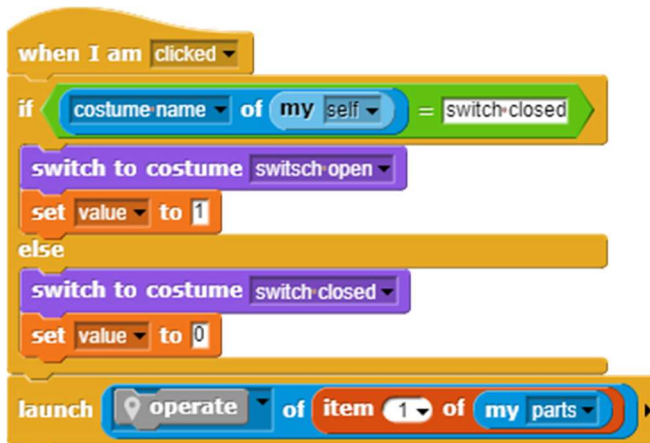 when I am clicked
if costume name of my self = switch closed
switch to costume switsch open
set value to 1
else
switch to costume switch closed
set value to 0
launch operate of item 1 of my parts